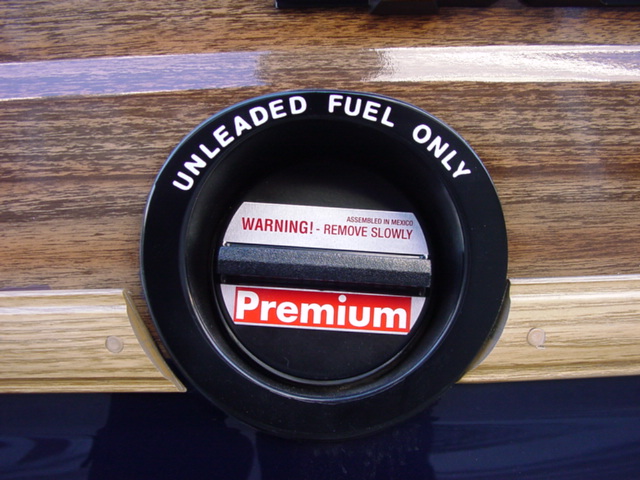 UNLEADED FUEL ONLY
ASSEMBLED IN MEXICO
WARNING! - REMOVE SLOWLY
Premium